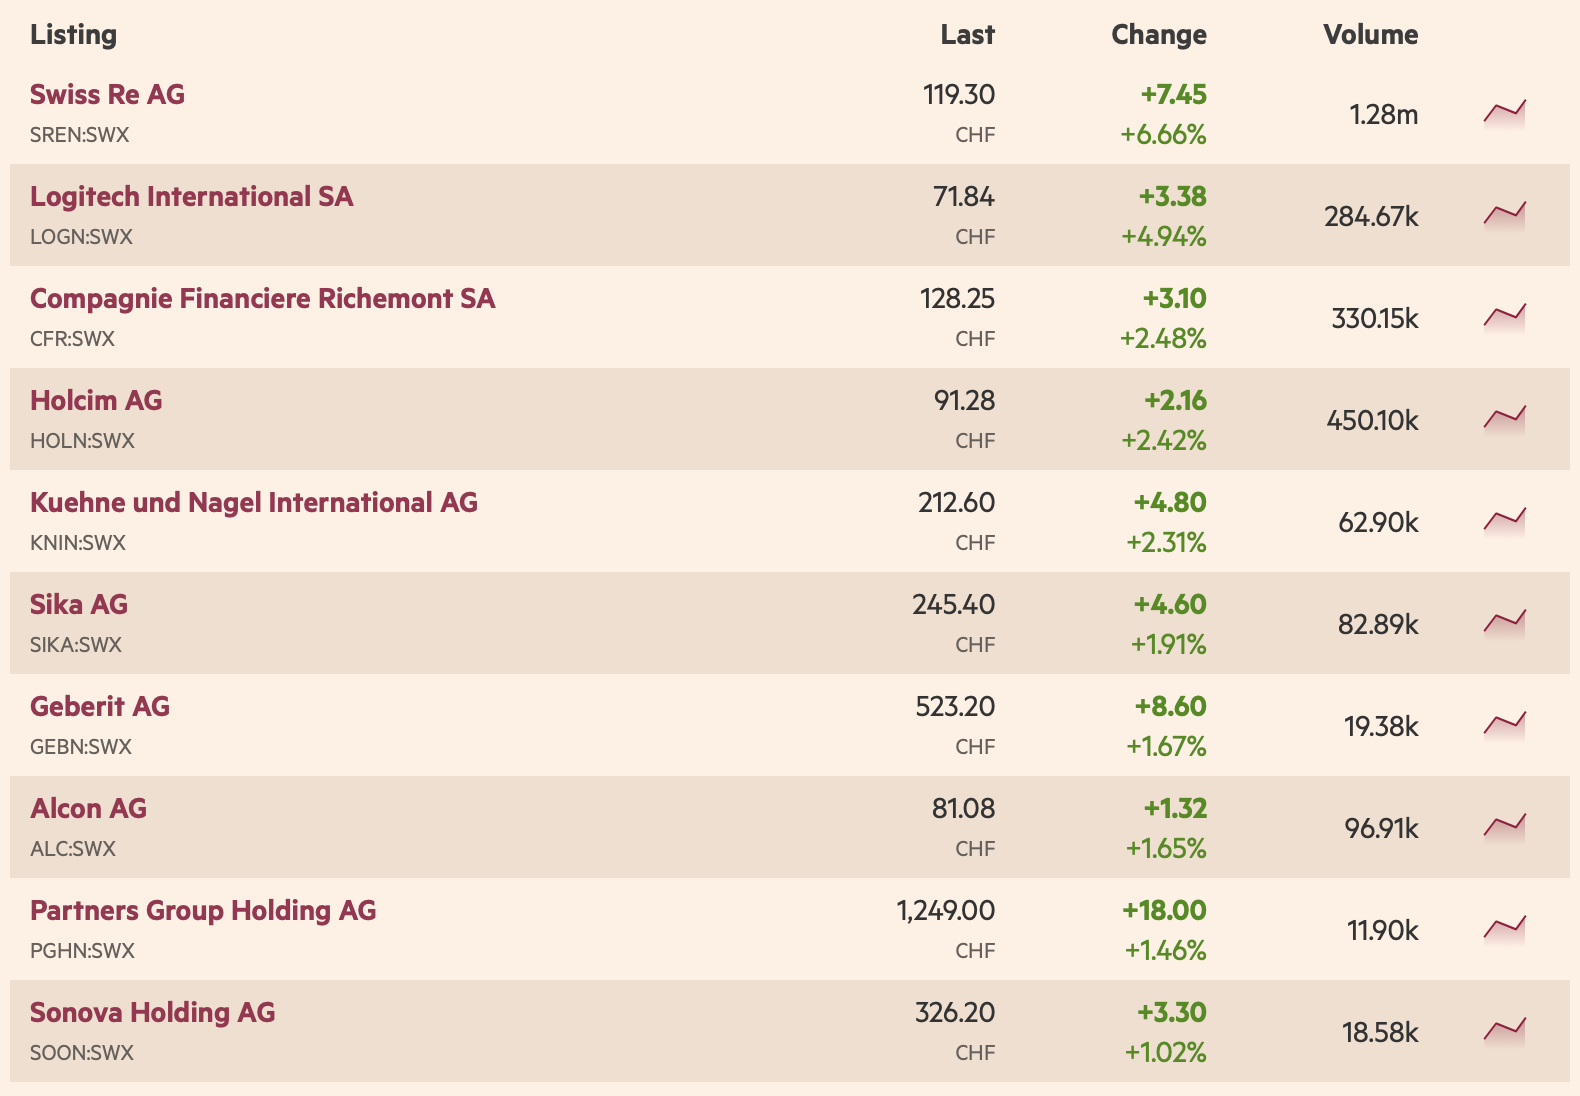 Listing Last Change Volume
Swiss Re AG 119.30 +7.45 1.28m
SREN:SWX CHF +6.66%
Logitech International SA 71.84 +3.38 284.67k
LOGN:SWX CHF +4.94%
Compagnie Financiere Richemont SA 128.25 +3.10 330.15k
CFR:SWX CHF +2.48%
Holcim AG 91.28 +2.16 450.10k
HOLN:SWX CHF +2.42%
Kuehne und Nagel International AG 212.60 +4.80 62.90k
KNIN:SWX CHF +2.31%
Sika AG 245.40 +4.60 82.89k
SIKA:SWX CHF +1.91%
Geberit AG 523.20 +8.60 19.38k
GEBN:SWX CHF +1.67%
Alcon AG 81.08 +1.32 96.91k
ALC:SWX CHF +1.65%
Partners Group Holding AG 1,249.00 +18.00 11.90k
PGHN:SWX CHF +1.46%
Sonova Holding AG 326.20 +3.30 18.58k
SOON:SWX CHF +1.02%